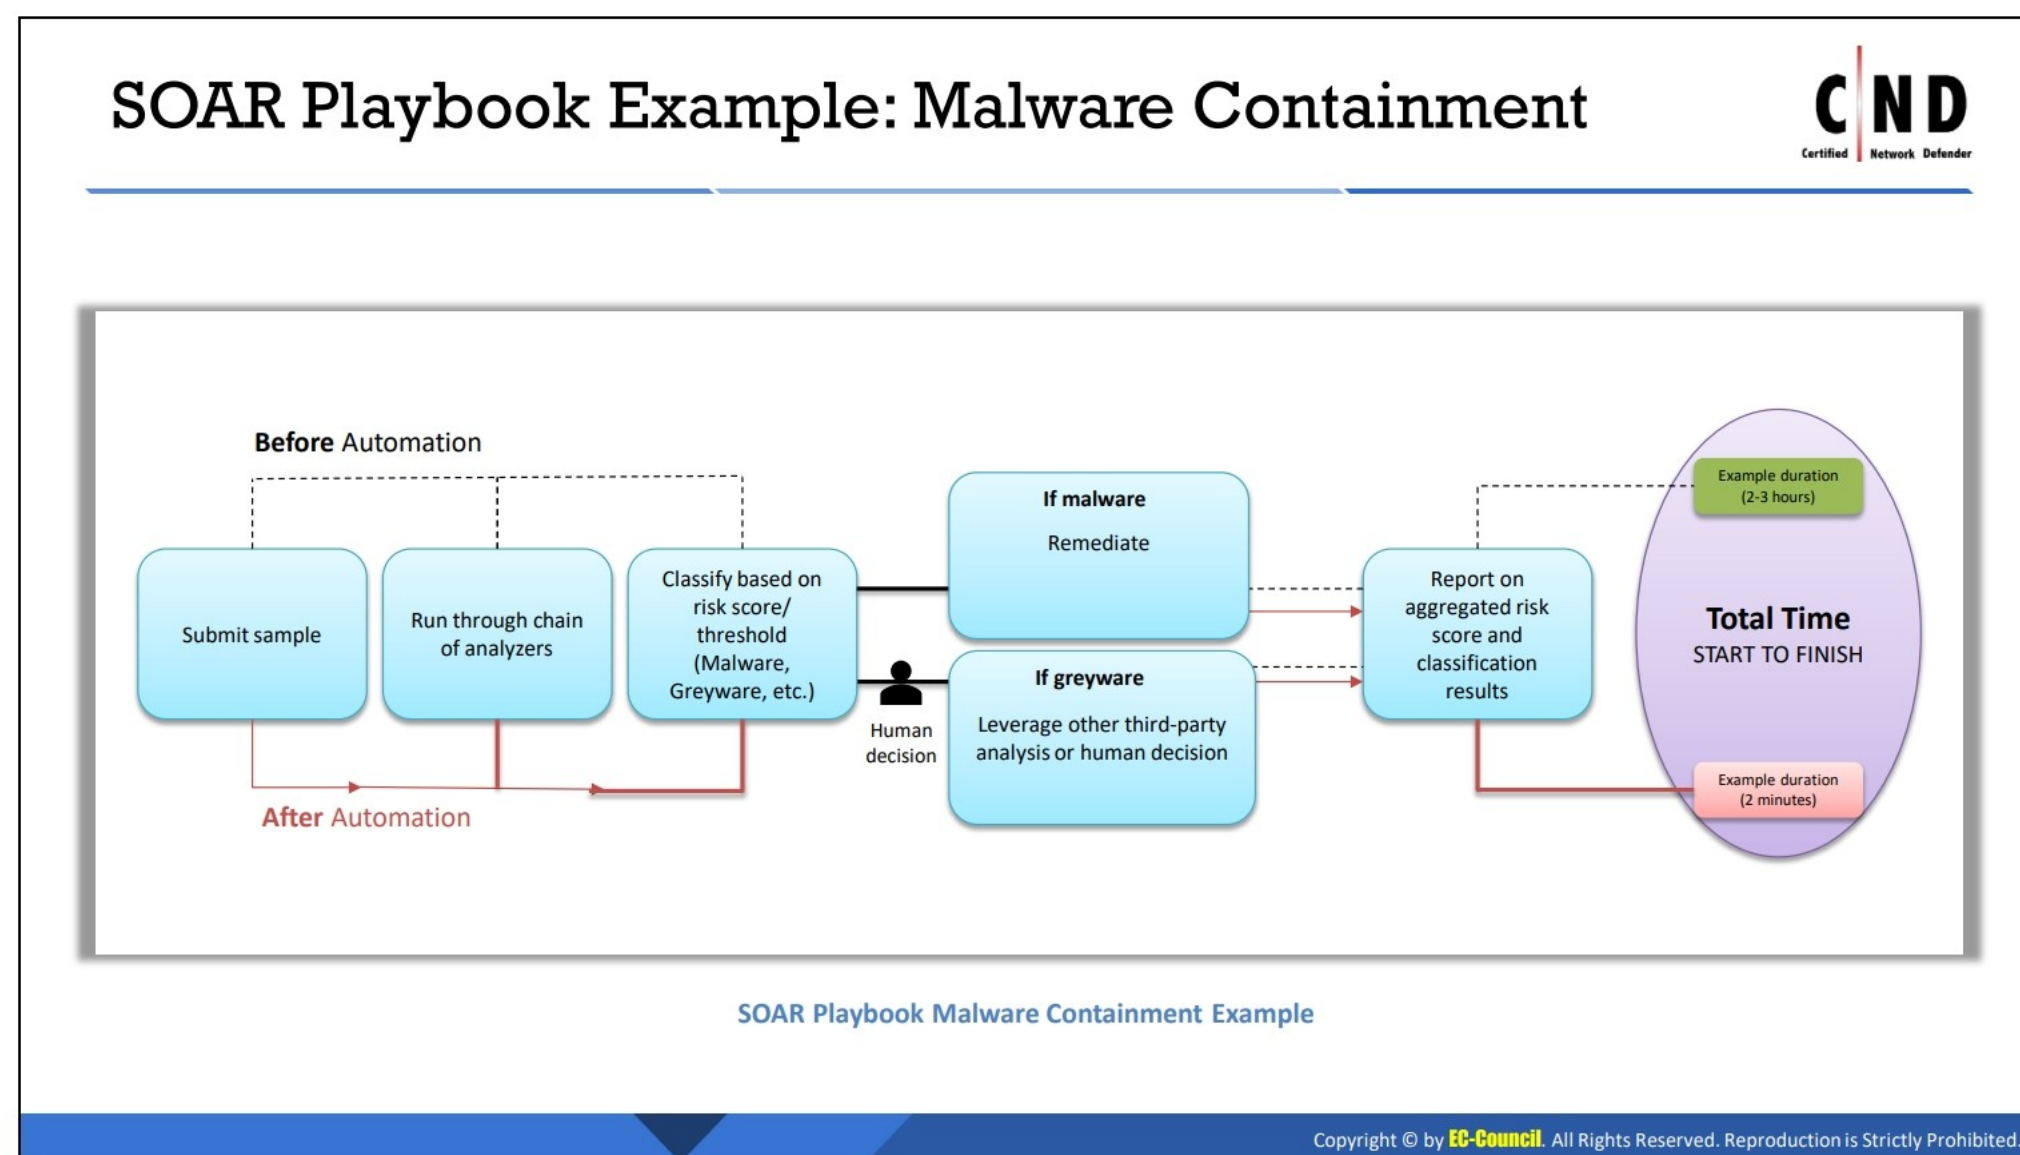 SOAR Playbook Example: Malware Containment
C ND
Certified Network Defender
Before Automation
Submit sample
Run through chain
of analyzers
Classify based on
risk score/
threshold
(Malware,
Greyware, etc.)
Human
decision
If malware
Remediate
If greyware
Leverage other third-party
analysis or human decision
Report on
aggregated risk
score and
classification
results
Example duration
(2-3 hours)
Total Time
START TO FINISH
Example duration
(2 minutes)
After Automation
SOAR Playbook Malware Containment Example
Copyright © by EC-Council. All Rights Reserved. Reproduction is Strictly Prohibited.